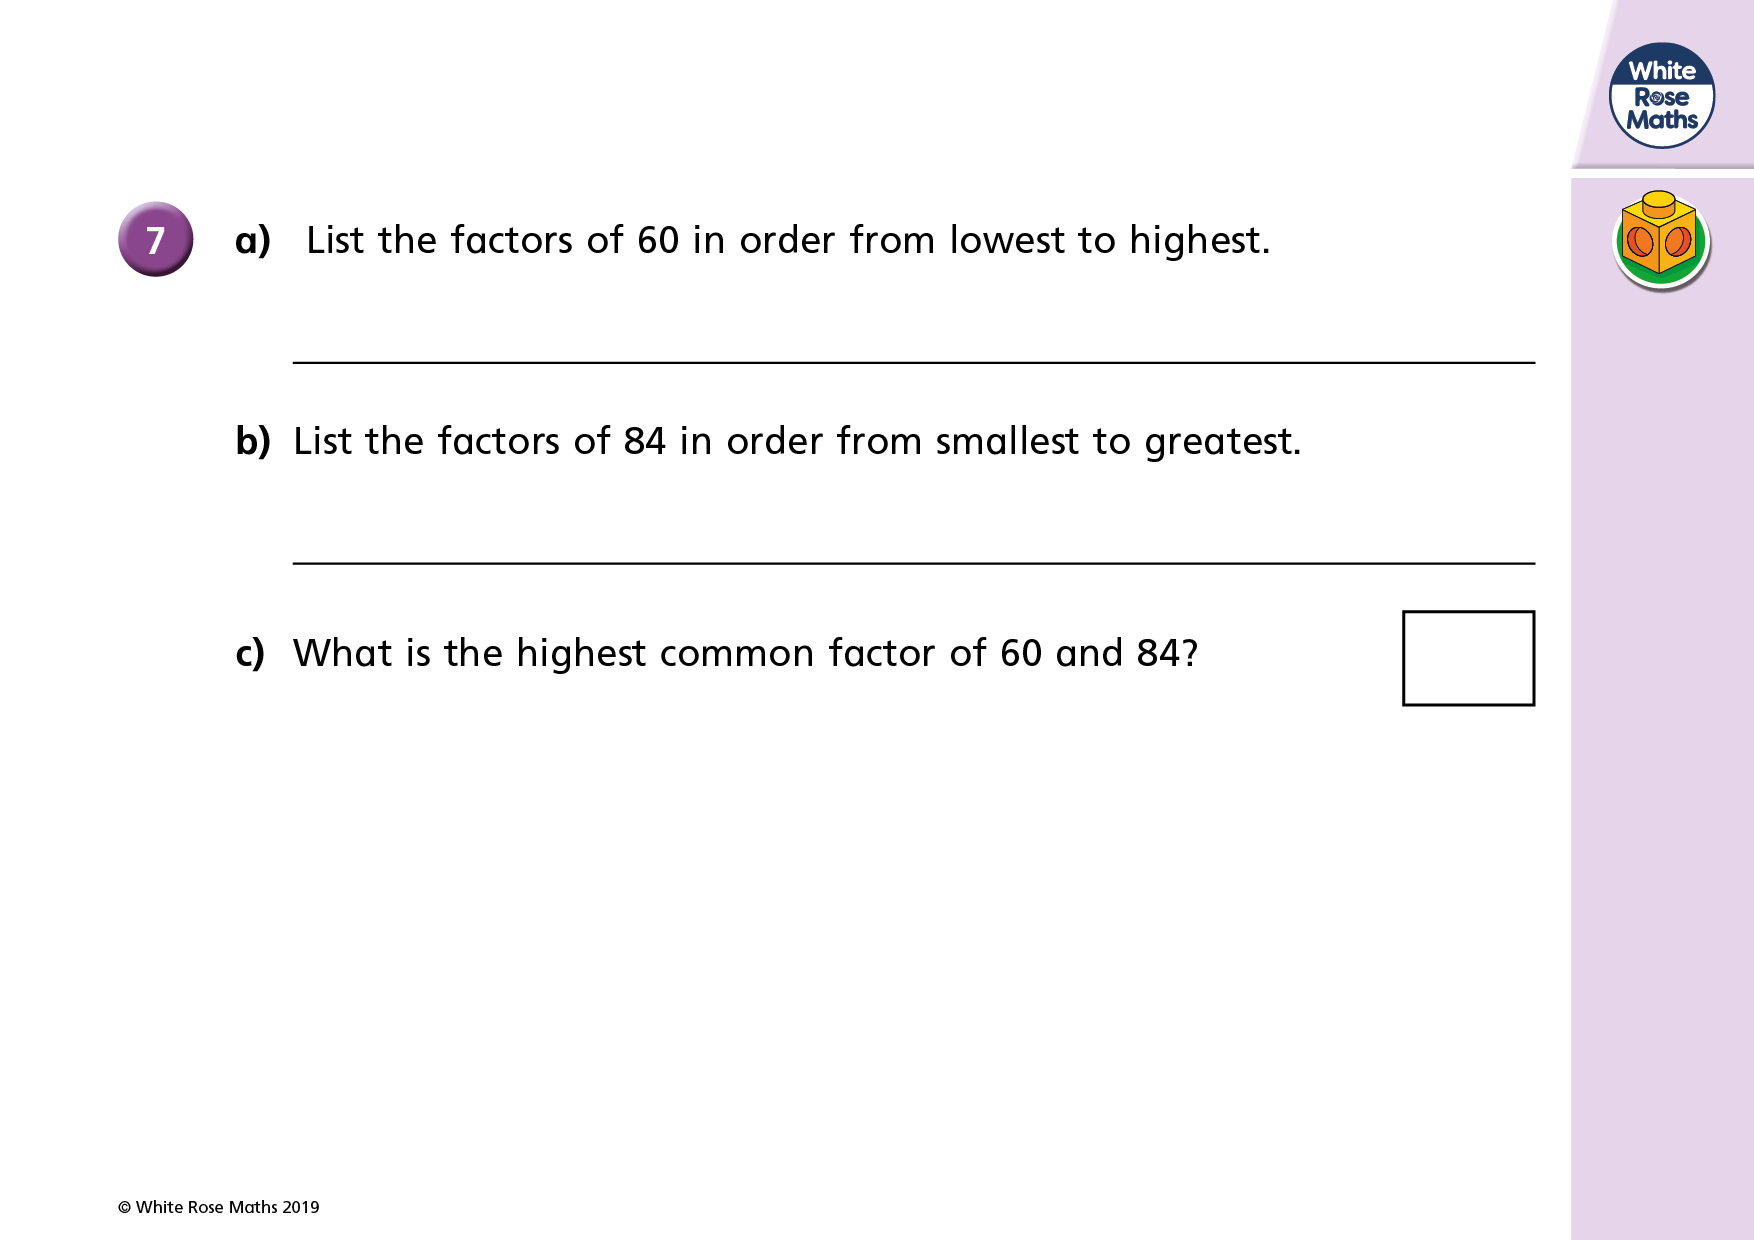 White
Rose
Maths
7 a) List the factors of 60 in order from lowest to highest.
b) List the factors of 84 in order from smallest to greatest.
c) What is the highest common factor of 60 and 84?
© White Rose Maths 2019